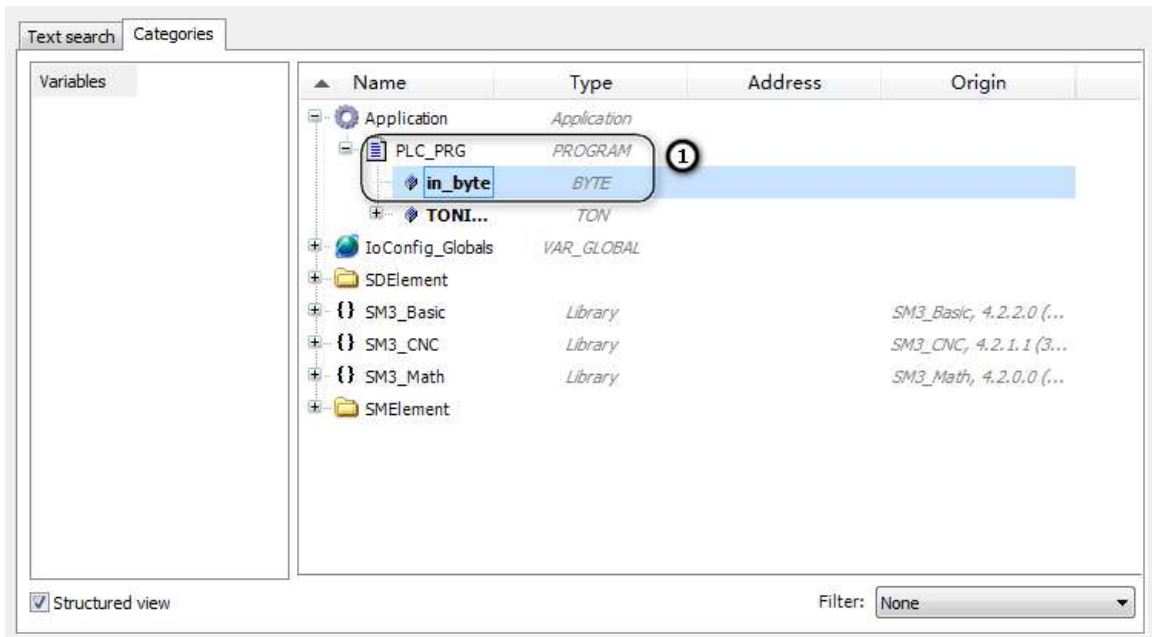 Text search Categories
Variables
Name Type Address Origin
Application Application
PLC_PRG PROGRAM 1
in_byte BYTE
TONI... TON
IoConfig_Globals VAR_GLOBAL
SDElement
{} SM3_Basic Library SM3_Basic, 4.2.2.0 (...
{} SM3_CNC Library SM3_CNC, 4.2.1.1 (3...
{} SM3_Math Library SM3_Math, 4.2.0.0 (...
SMElement
Structured view Filter: None